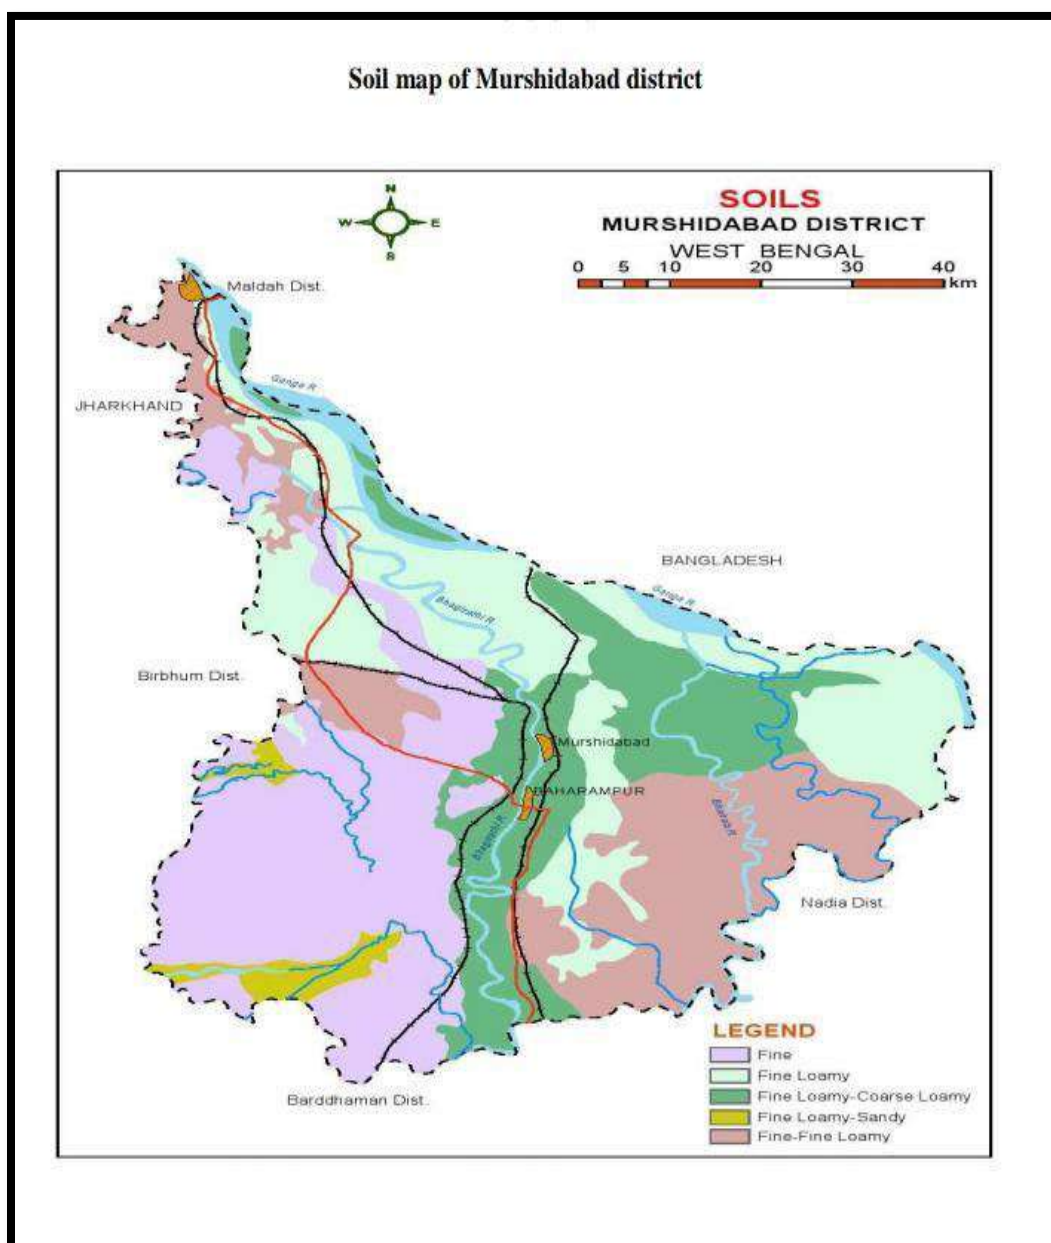 Soil map of Murshidabad district
SOILS
MURSHIDABAD DISTRICT
WEST BENGAL
0 5 10 20 30 40
km
N
W E
S
Maldah Dist.
Ganga R
JHARKHAND
BANGLADESH
Ganga R.
Bhagirathi R.
Birbhum Dist.
Murshidabad
BAHARAMPUR
Bhagirathi R.
Bhairab R.
Nadia Dist.
Barddhaman Dist.
LEGEND
Fine
Fine Loamy
Fine Loamy-Coarse Loamy
Fine Loamy-Sandy
Fine-Fine Loamy